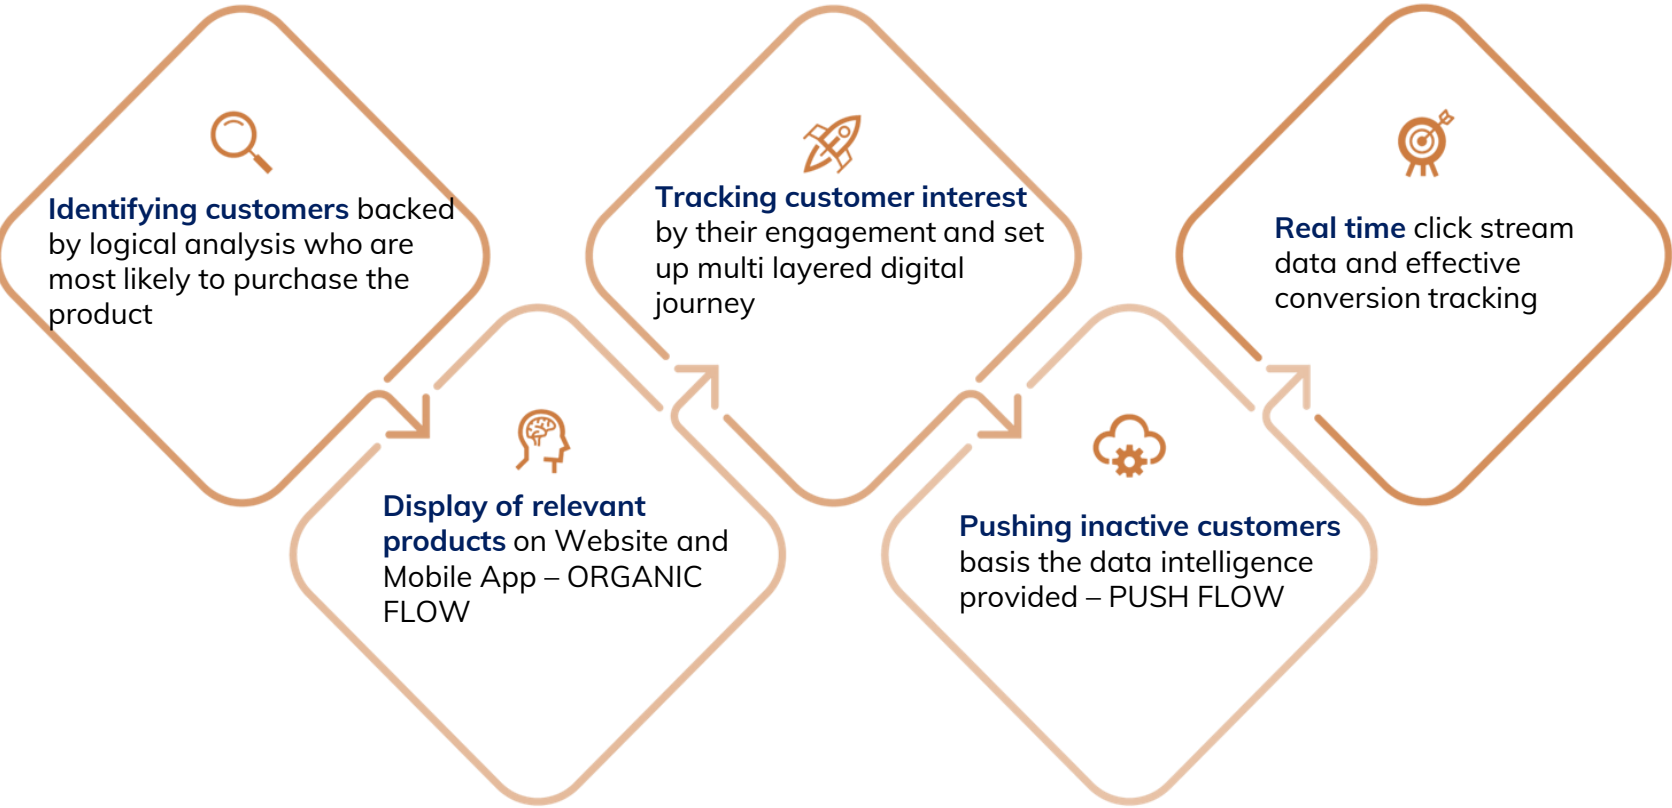 Identifying customers backed
by logical analysis who are
most likely to purchase the
product
Display of relevant
products on Website and
Mobile App – ORGANIC
FLOW
Tracking customer interest
by their engagement and set
up multi layered digital
journey
Pushing inactive customers
basis the data intelligence
provided – PUSH FLOW
Real time click stream
data and effective
conversion tracking